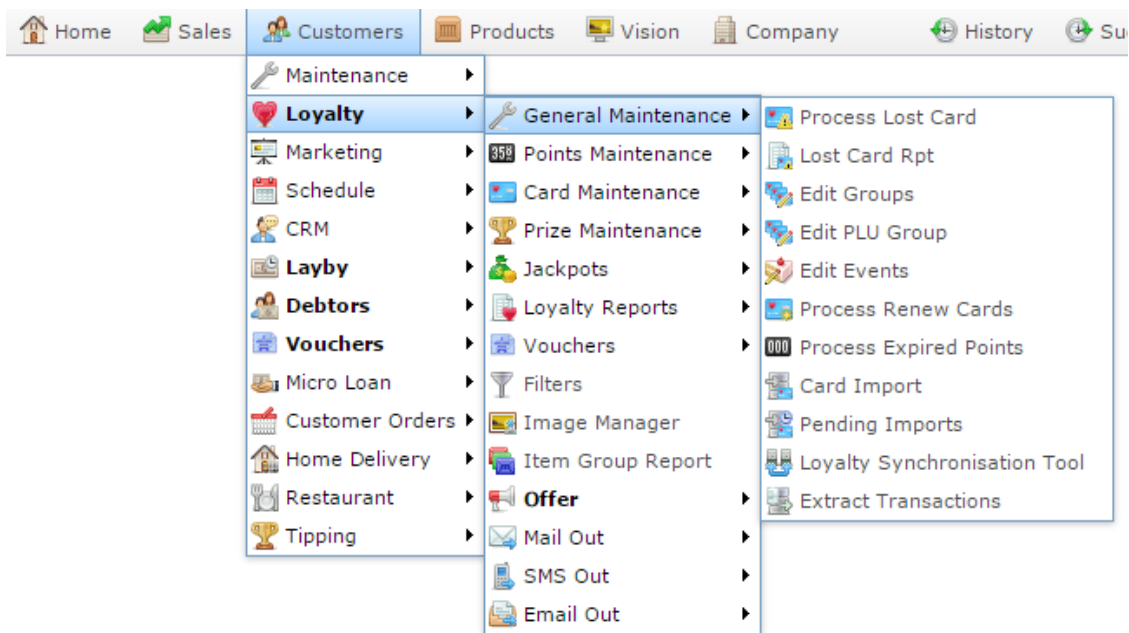 Home Sales Customers Products Vision Company History
Maintenance
Loyalty
Marketing
Schedule
CRM
Layby
Debtors
Vouchers
Micro Loan
Customer Orders
Home Delivery
Restaurant
Tipping
General Maintenance
358 Points Maintenance
Card Maintenance
Prize Maintenance
Jackpots
Loyalty Reports
Vouchers
Filters
Image Manager
Item Group Report
Offer
Mail Out
SMS Out
Email Out
Process Lost Card
Lost Card Rpt
Edit Groups
Edit PLU Group
Edit Events
Process Renew Cards
000 Process Expired Points
Card Import
Pending Imports
Loyalty Synchronisation Tool
Extract Transactions